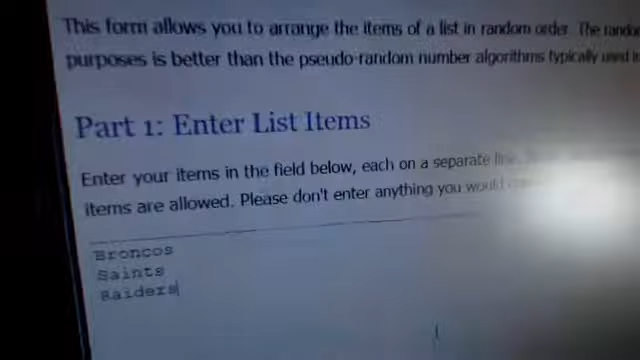 This form allows you to arrange the items of a list in random order. The
purposes is better than the pseudo-random number algorithms typically used
Part 1: Enter List Items
Enter your items in the field below, each on a separate
items are allowed. Please don't enter anything you would
Broncos
Saints
Raiders